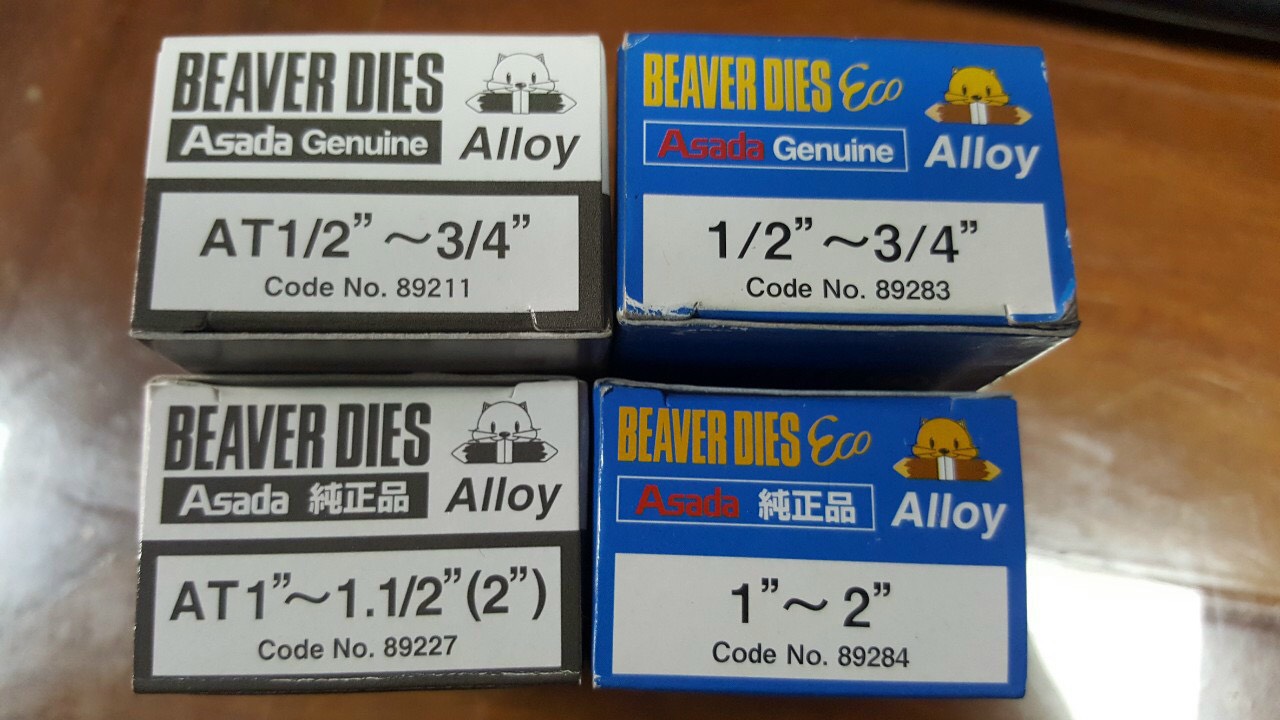 BEAVER DIES
Asada Genuine Alloy
AT1/2”～3/4”
Code No. 89211
BEAVER DIES Eco
Asada Genuine Alloy
1/2”～3/4”
Code No. 89283
BEAVER DIES
Asada 純正品 Alloy
AT1”～1.1/2”(2”)
Code No. 89227
BEAVER DIES Eco
Asada 純正品 Alloy
1”～2”
Code No. 89284